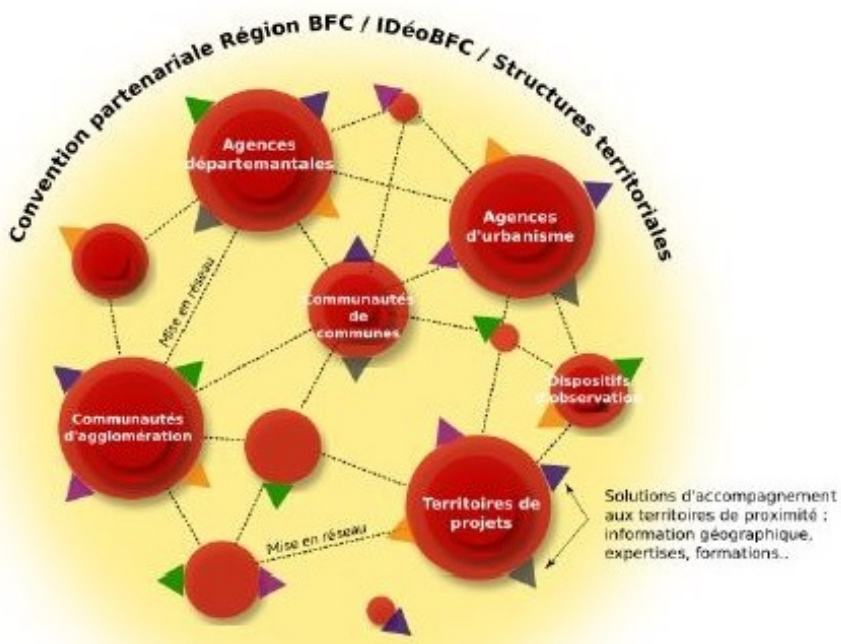 Convention partenariale Région BFC / IDéoBFC / Structures territoriales
Agences
départemantales
Agences
d'urbanisme
Mise en réseau
Communautés
de
communes
Dispositifs
d'observation
Communautés
d'agglomération
Territoires de
projets
Mise en réseau
Solutions d'accompagnement
aux territoires de proximité :
information géographique,
expertises, formations..